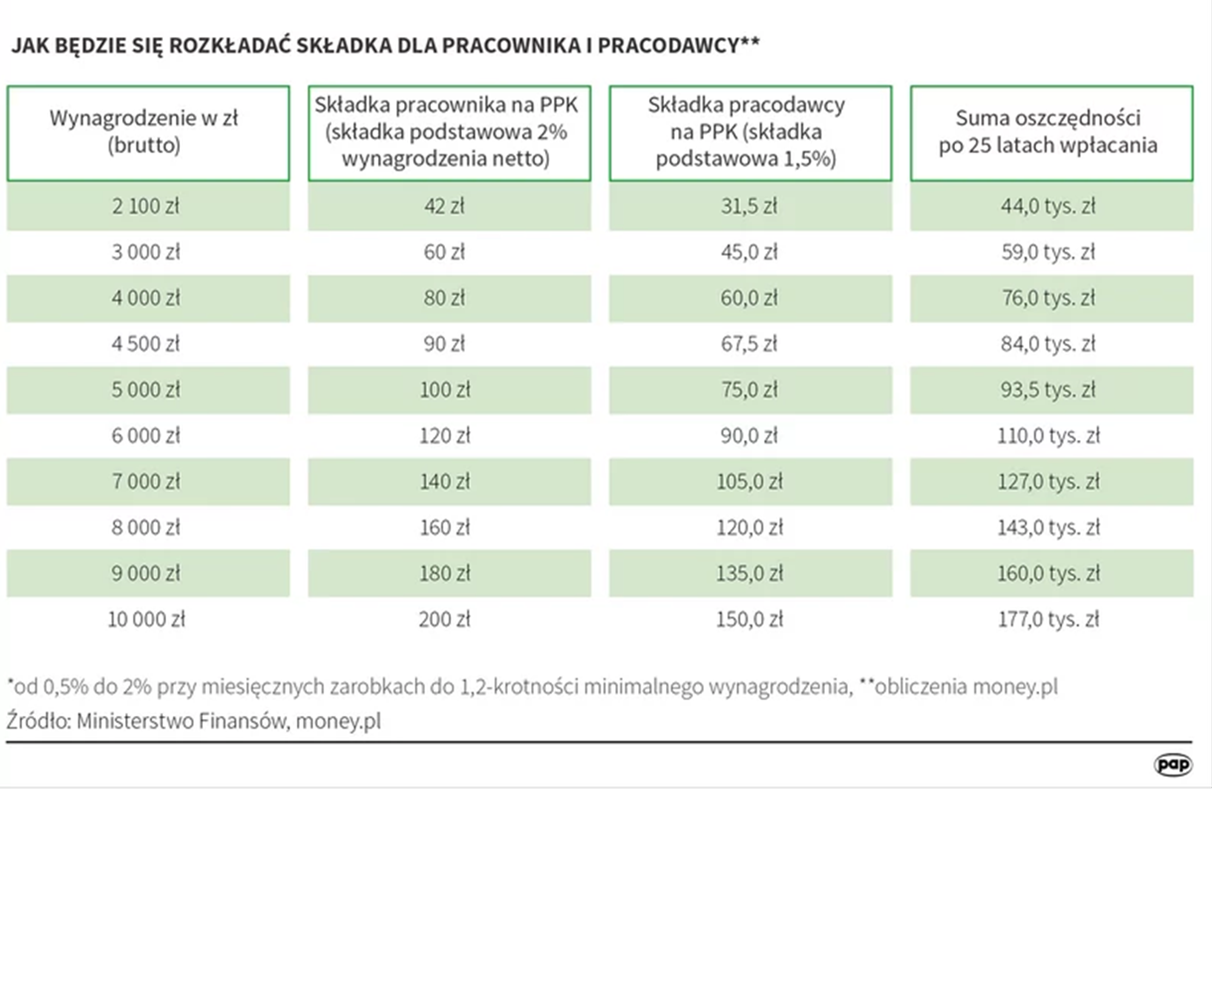 JAK BĘDZIE SIĘ ROZKŁADAĆ SKŁADKA DLA PRACOWNIKA I PRACODAWCY**
Wynagrodzenie w zł
(brutto)
Składka pracownika na PPK
(składka podstawowa 2%
wynagrodzenia netto)
Składka pracodawcy
na PPK (składka
podstawowa 1,5%)
Suma oszczędności
po 25 latach wpłacania
2 100 zł 42 zł 31,5 zł 44,0 tys. zł
3 000 zł 60 zł 45,0 zł 59,0 tys. zł
4 000 zł 80 zł 60,0 zł 76,0 tys. zł
4 500 zł 90 zł 67,5 zł 84,0 tys. zł
5 000 zł 100 zł 75,0 zł 93,5 tys. zł
6 000 zł 120 zł 90,0 zł 110,0 tys. zł
7 000 zł 140 zł 105,0 zł 127,0 tys. zł
8 000 zł 160 zł 120,0 zł 143,0 tys. zł
9 000 zł 180 zł 135,0 zł 160,0 tys. zł
10 000 zł 200 zł 150,0 zł 177,0 tys. zł
*od 0,5% do 2% przy miesięcznych zarobkach do 1,2-krotności minimalnego wynagrodzenia, **obliczenia money.pl
Źródło: Ministerstwo Finansów, money.pl
pap